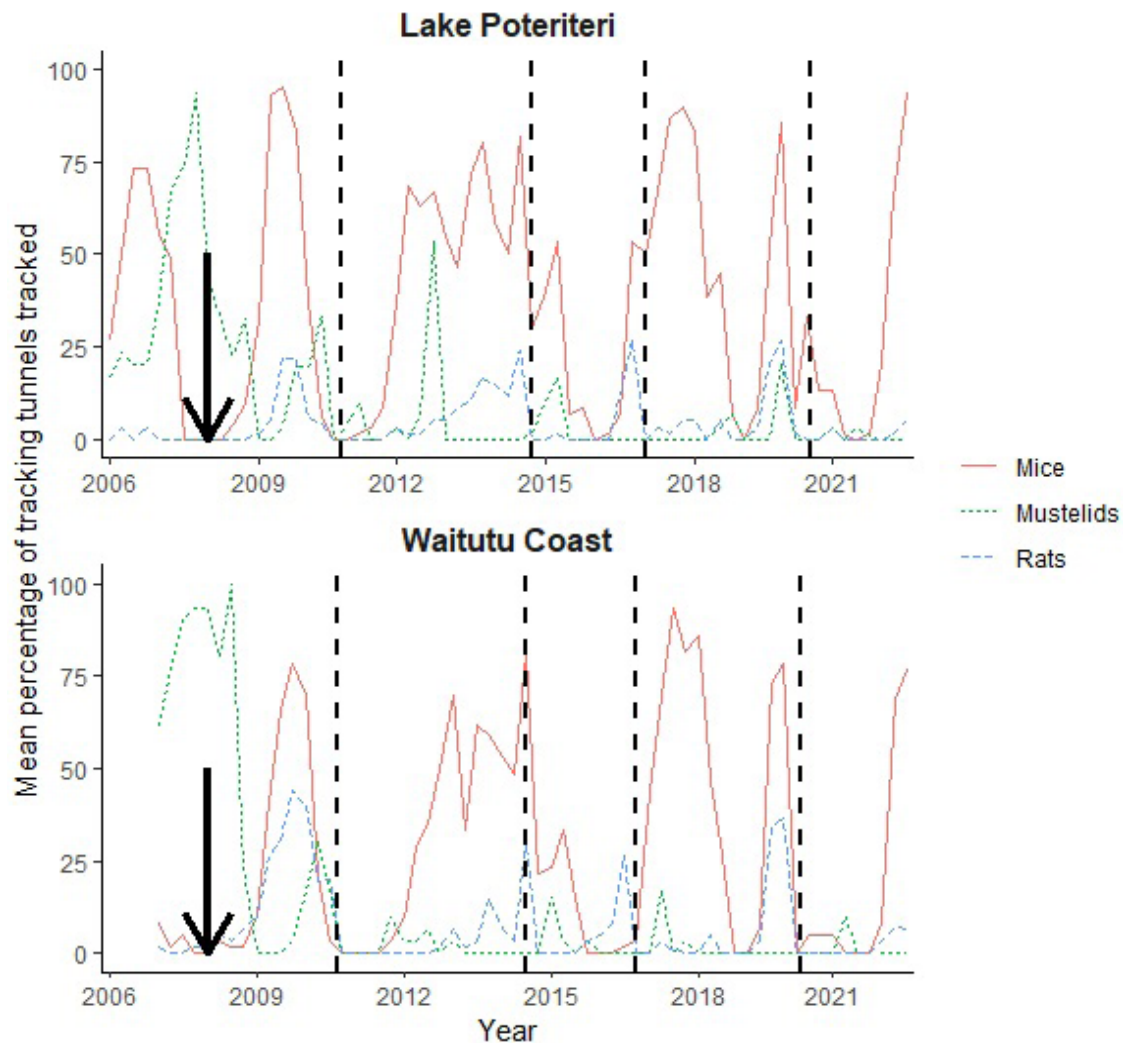 Lake Poteriteri
100
75
50
25
0
2006 2009 2012 2015 2018 2021
Mean percentage of tracking tunnels tracked
Mice
Mustelids
Rats
Waitutu Coast
100
75
50
25
0
2006 2009 2012 2015 2018 2021
Year